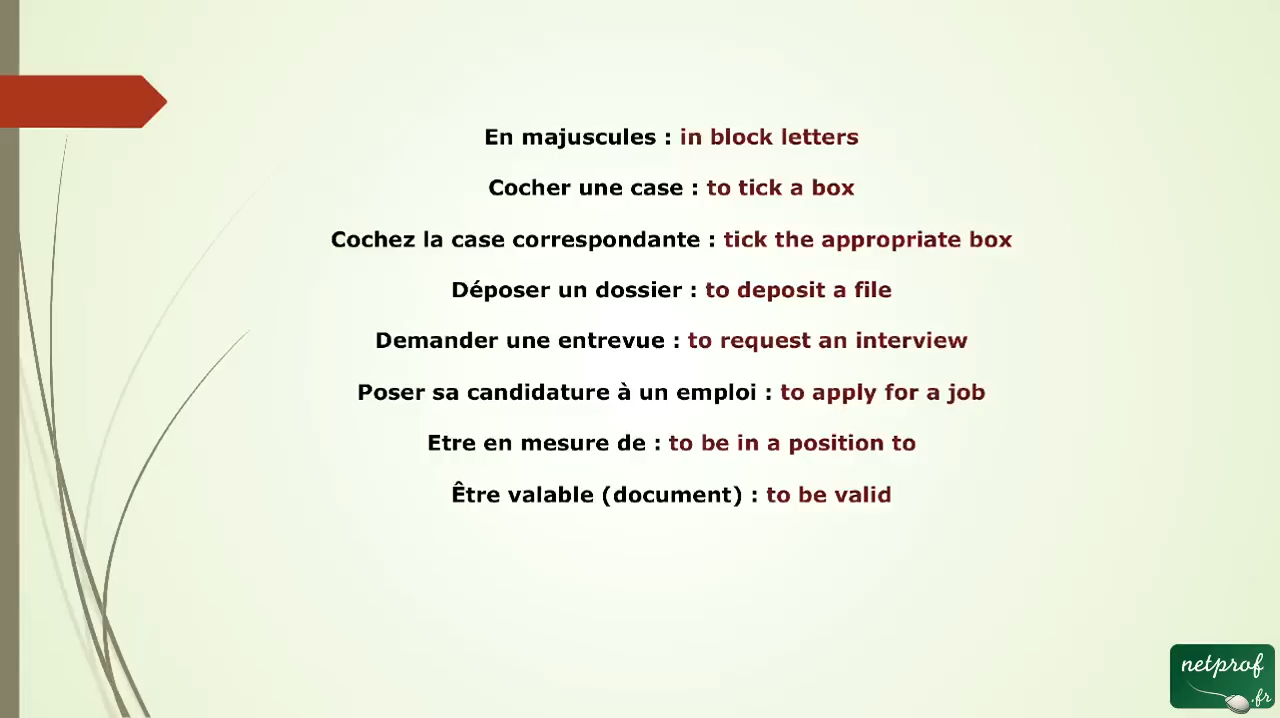 En majuscules : in block letters
Cocher une case : to tick a box
Cochez la case correspondante : tick the appropriate box
Déposer un dossier : to deposit a file
Demander une entrevue : to request an interview
Poser sa candidature à un emploi : to apply for a job
Etre en mesure de : to be in a position to
Être valable (document) : to be valid
netprof
.fr